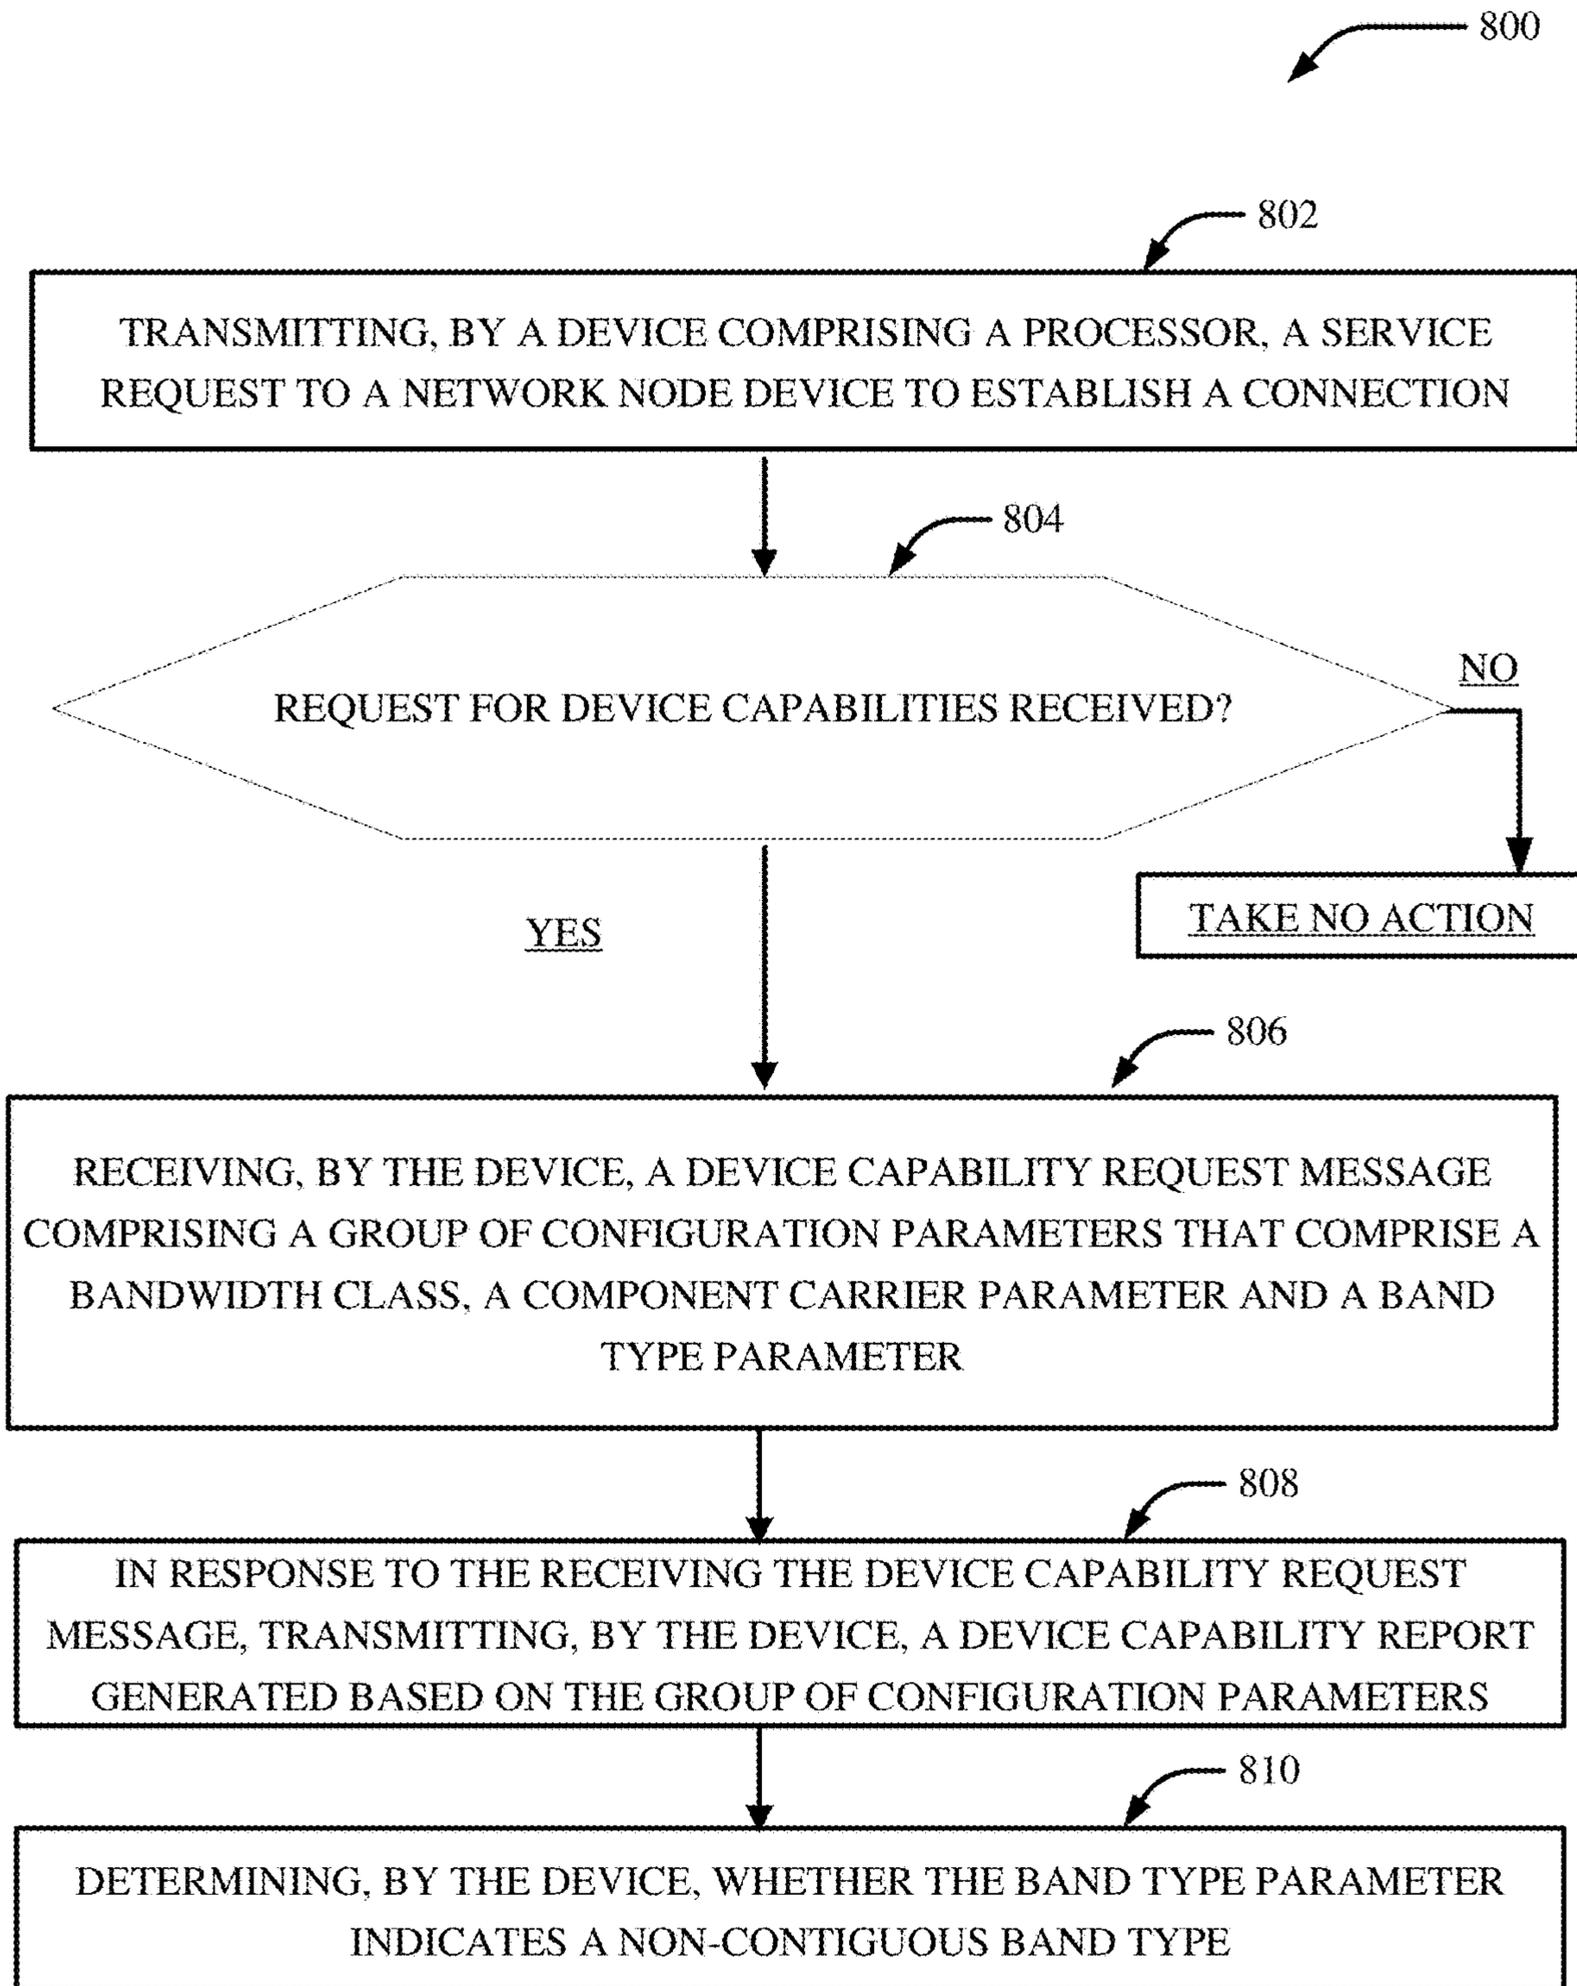 800
802
TRANSMITTING, BY A DEVICE COMPRISING A PROCESSOR, A SERVICE
REQUEST TO A NETWORK NODE DEVICE TO ESTABLISH A CONNECTION
804
REQUEST FOR DEVICE CAPABILITIES RECEIVED?
NO
TAKE NO ACTION
YES
806
RECEIVING, BY THE DEVICE, A DEVICE CAPABILITY REQUEST MESSAGE
COMPRISING A GROUP OF CONFIGURATION PARAMETERS THAT COMPRISE A
BANDWIDTH CLASS, A COMPONENT CARRIER PARAMETER AND A BAND
TYPE PARAMETER
808
IN RESPONSE TO THE RECEIVING THE DEVICE CAPABILITY REQUEST
MESSAGE, TRANSMITTING, BY THE DEVICE, A DEVICE CAPABILITY REPORT
GENERATED BASED ON THE GROUP OF CONFIGURATION PARAMETERS
810
DETERMINING, BY THE DEVICE, WHETHER THE BAND TYPE PARAMETER
INDICATES A NON-CONTIGUOUS BAND TYPE